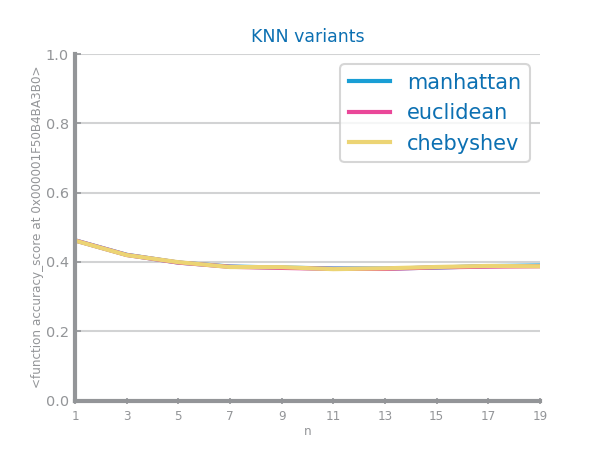 KNN variants
manhattan
euclidean
chebyshev
<function accuracy_score at 0x000001F50B4BA3B0>
1.0
0.8
0.6
0.4
0.2
0.0
1 3 5 7 9 11 13 15 17 19
n